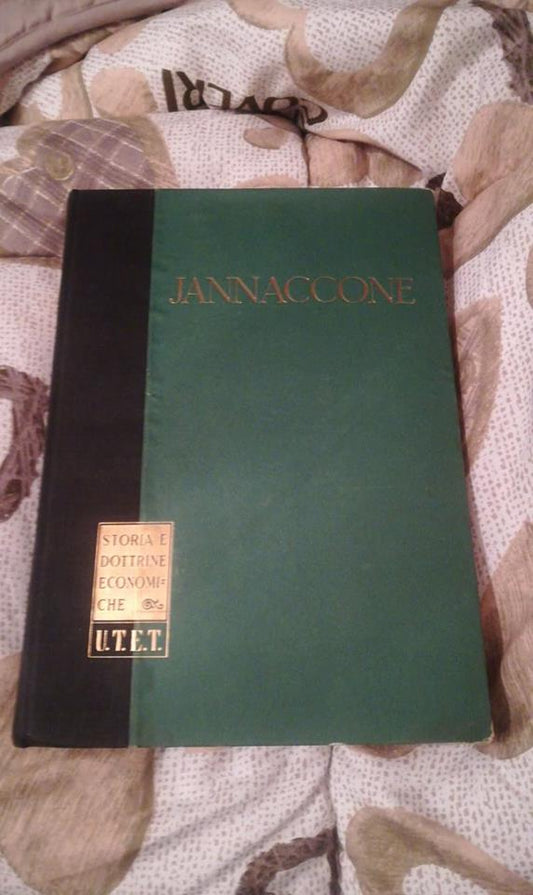 JANNACCONE
STORIA E
DOTTRINE
ECONOMI=
CHE
U.T.E.T.